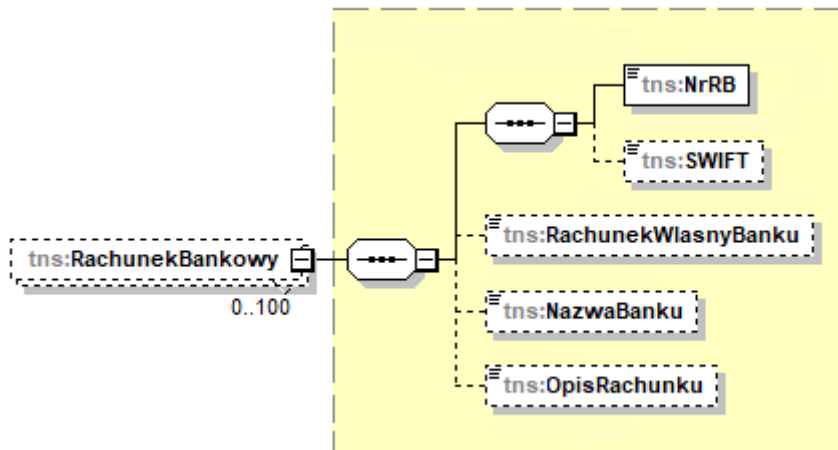 tns:NrRB
tns:SWIFT
tns:RachunekWlasnyBanku
tns:RachunekBankowy
0..100
tns:NazwaBanku
tns:OpisRachunku